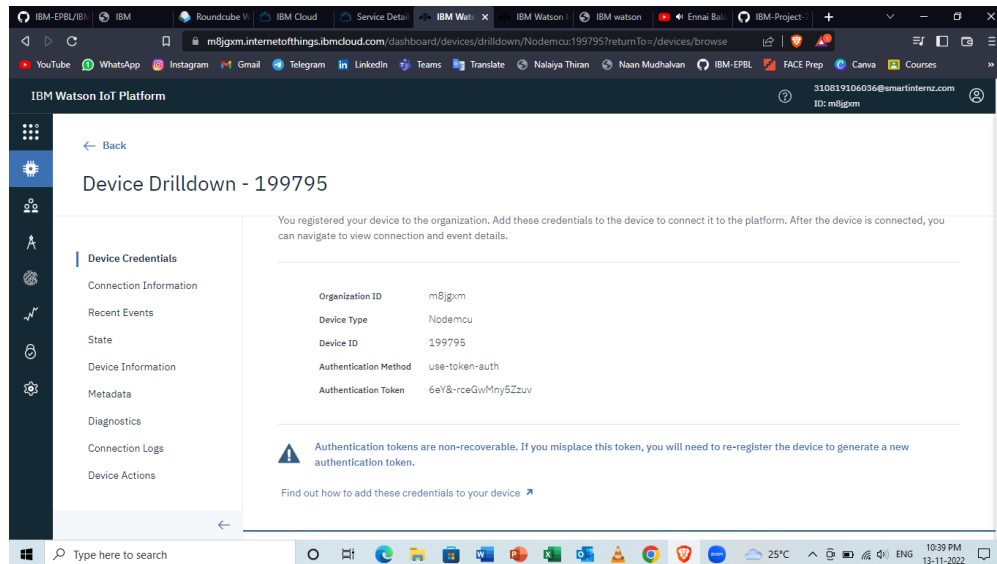 IBM-EPBL/IBM
IBM
Roundcube W
IBM Cloud
Service Detail
IBM Wats
IBM Watson
IBM watson
Ennai Bala
IBM-Project-
m8jgxm.internetofthings.ibmcloud.com/dashboard/devices/drilldown/Nodemcu:199795?returnTo=/devices/browse
YouTube WhatsApp Instagram Gmail Telegram LinkedIn Teams Translate Nalaiya Thiran Naan Mudhalvan IBM-EPBL FACE Prep Canva Courses »
IBM Watson IoT Platform
310819106036@smartinternz.com
ID: m8jgxm
← Back
Device Drilldown - 199795
You registered your device to the organization. Add these credentials to the device to connect it to the platform. After the device is connected, you
can navigate to view connection and event details.
Device Credentials
Connection Information
Recent Events
State
Device Information
Metadata
Diagnostics
Connection Logs
Device Actions
Organization ID m8jgxm
Device Type Nodemcu
Device ID 199795
Authentication Method use-token-auth
Authentication Token 6eY&-rceGwMny5Zzuv
Authentication tokens are non-recoverable. If you misplace this token, you will need to re-register the device to generate a new
authentication token.
Find out how to add these credentials to your device
Type here to search
25°C
ENG
10:39 PM
13-11-2022